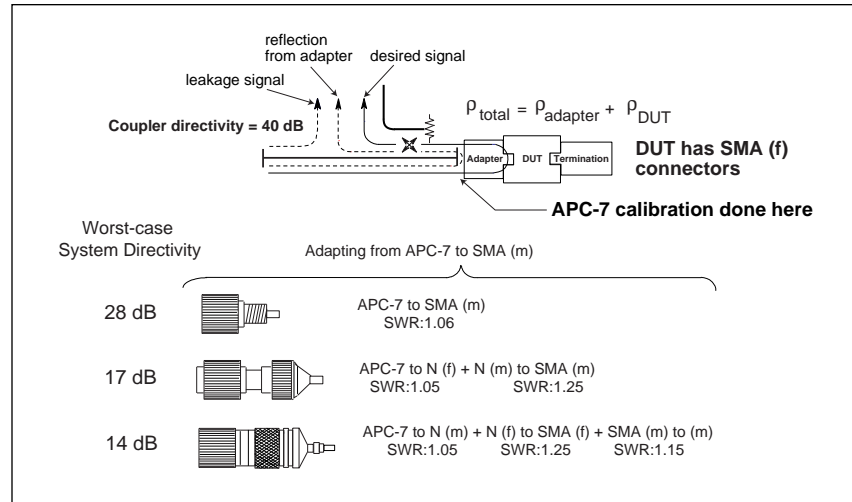 reflection
from adapter
desired signal
leakage signal
Coupler directivity = 40 dB
ρ total = ρ adapter + ρ DUT
Adapter
DUT
Termination
DUT has SMA (f)
connectors
APC-7 calibration done here
Worst-case
System Directivity
Adapting from APC-7 to SMA (m)
28 dB
APC-7 to SMA (m)
SWR:1.06
17 dB
APC-7 to N (f) + N (m) to SMA (m)
SWR:1.05 SWR:1.25
14 dB
APC-7 to N (m) + N (f) to SMA (f) + SMA (m) to (m)
SWR:1.05 SWR:1.25 SWR:1.15